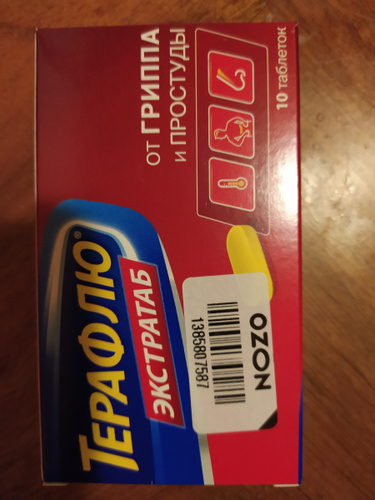 ТЕРАФЛЮ®
ЭКСТРАТАБ
ОТ ГРИППА
И ПРОСТУДЫ
10 таблеток
1385807587
OZON